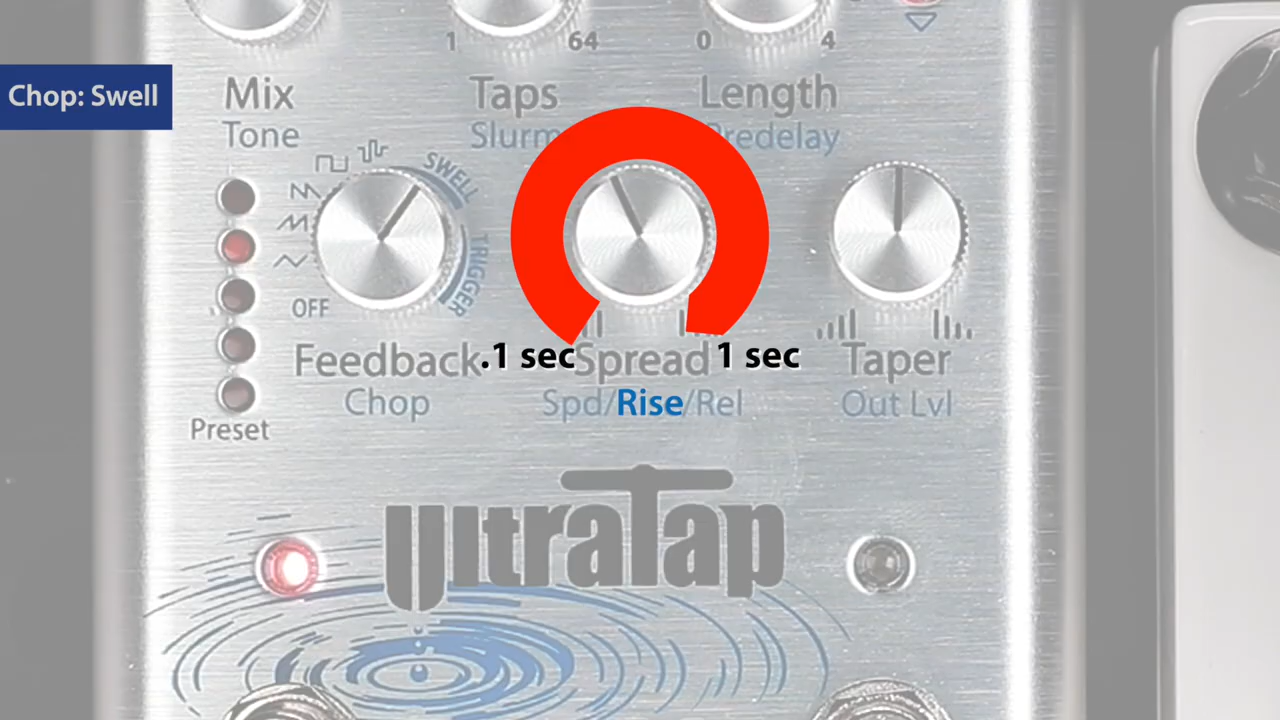 1 64 0 4
Chop: Swell
Mix Taps Length
Tone Slurm Predelay
SWELL
TRIGGER
OFF
Feedback .1 sec Spread 1 sec Taper
Chop Spd/Rise/Rel Out Lvl
Preset
UltraTap